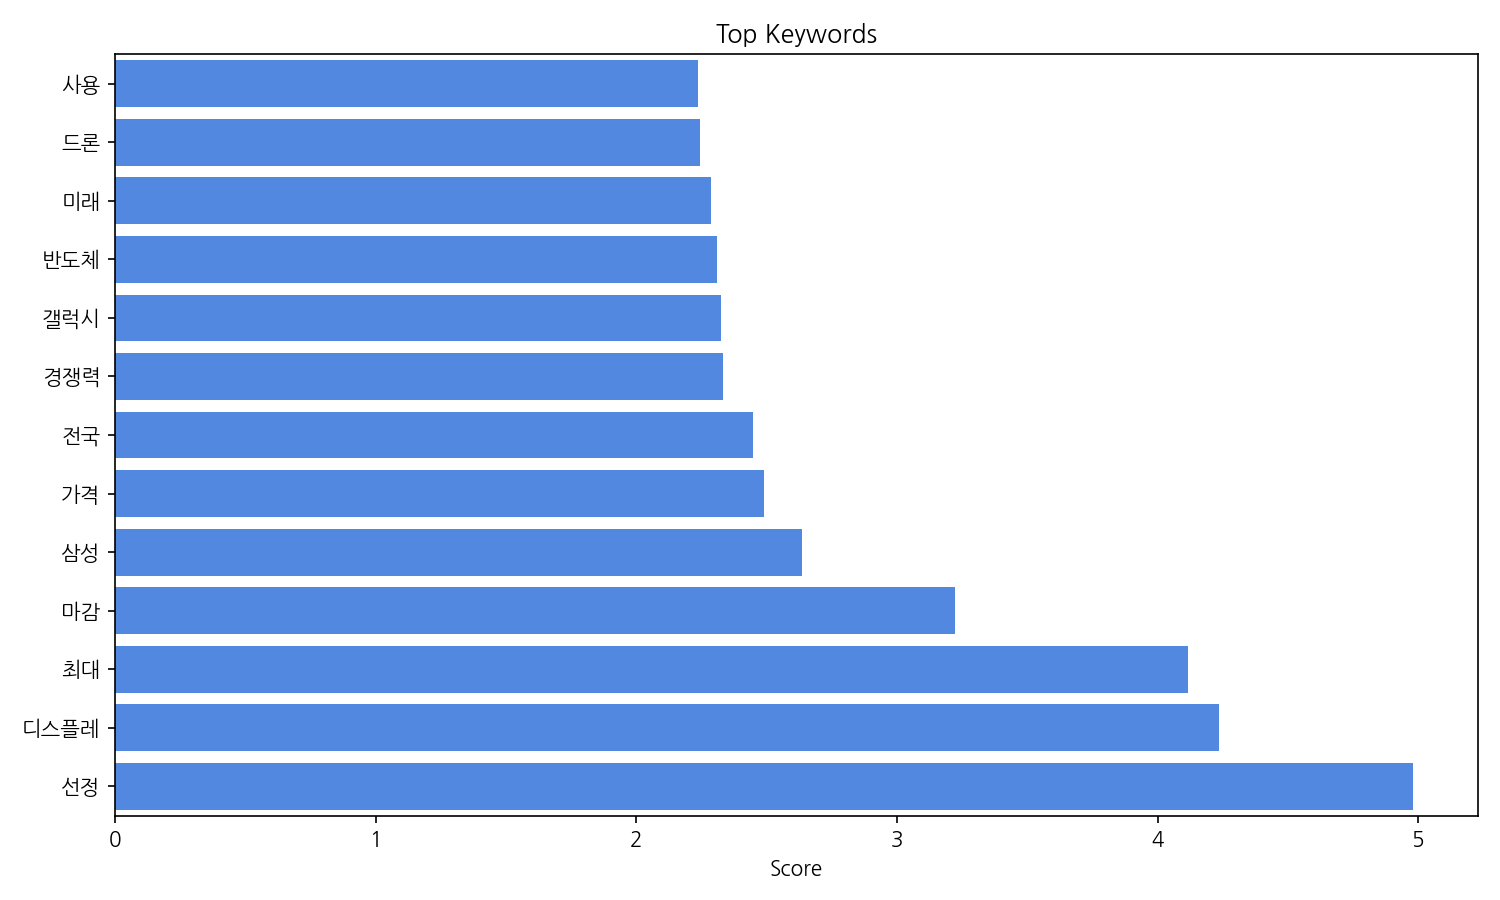 Top Keywords
사용
드론
미래
반도체
갤럭시
경쟁력
전국
가격
삼성
마감
최대
디스플레
선정
0 1 2 3 4 5
Score